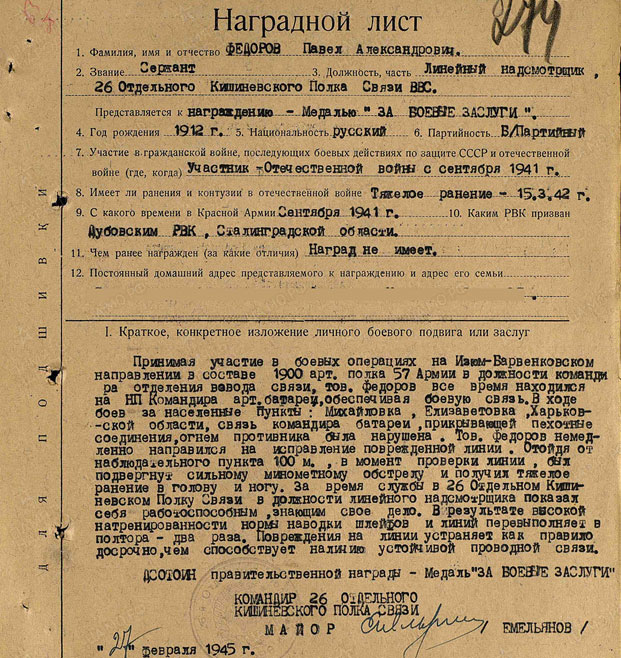 274
Наградной лист
1. Фамилия, имя и отчество ФЕДОРОВ Павел Александрович.
2. Звание Сержант 3. Должность, часть Линейный надсмотрщик,
26 Отдельного Кишиневского Полка Связи ВВС.
Представляется к награждению - Медалью "ЗА БОЕВЫЕ ЗАСЛУГИ".
4. Год рождения 1912 г. 5. Национальность русский 6. Партийность Б/Партийный
7. Участие в гражданской войне, последующих боевых действиях по защите СССР и отечественной
войне (где, когда) Участник Отечественной войны с сентября 1941 г.
8. Имеет ли ранения и контузии в отечественной войне Тяжелое ранение - 15.3.42 г.
9. С какого времени в Красной Армии Сентября 1941 г. 10. Каким РВК призван
Дубовским РВК, Сталинградской области.
11. Чем ранее награжден (за какие отличия) Наград не имеет.
12. Постоянный домашний адрес представляемого к награждению и адрес его семьи
I. Краткое, конкретное изложение личного боевого подвига или заслуг
Принимая участие в боевых операциях на Изюм-Барвенковском
направлении в составе 1900 арт. полка 57 Армии в должности команди
ра отделения взвода связи, тов. Федоров все время находился
на НП Командира арт.батареи,обеспечивая боевую связь.В ходе
боев за населенные пункты: Михайловка, Елизаветовка ,Харьков-
-ской области, связь командира батареи,прикрывающей пехотные
соединения,огнем противника была нарушена. Тов.Федоров немед-
ленно направился на исправление поврежденной линии. Отойдя от
наблюдательного пункта 100 м., в момент проверки линии, был
подвергнут сильному минометному обстрелу и получил тяжелое
ранение в голову и ногу. За время службы в 26 Отдельном Киши-
невском Полку Связи в должности линейного надсмотрщика показал
себя работоспособным,знающим свое дело. В результате высокой
натренированности нормы наводки шлейфов и линий перевыполняет в
полтора - два раза. Повреждения на линии устраняет как правило
досрочно,чем способствует наличию устойчивой проводной связи.
ДОСТОИН правительственной награды - Медаль"ЗА БОЕВЫЕ ЗАСЛУГИ"
КОМАНДИР 26 ОТДЕЛЬНОГО
КИШИНЕВСКОГО ПОЛКА СВЯЗИ
МАЙОР / ЕМЕЛЬЯНОВ/
"27" февраля 1945 г.
Для подшивки